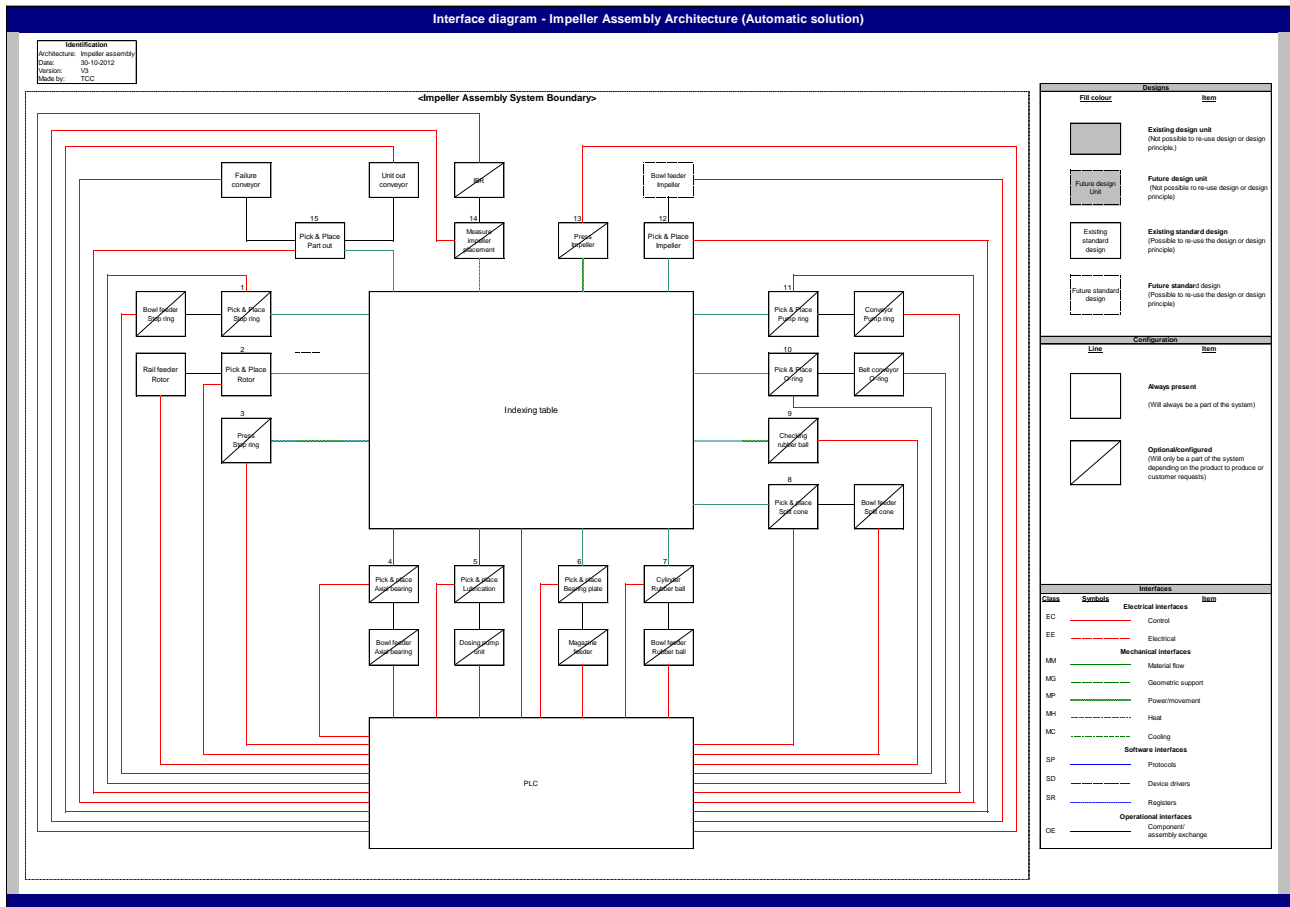 Interface diagram - Impeller Assembly Architecture (Automatic solution)
Identification
Architecture: Impeller assembly
Date: 30-10-2012
Version: V3
Made by: TCC
<Impeller Assembly System Boundary>
Failure
conveyor
Unit out
conveyor
Bowl feeder
Impeller
15
Pick & Place
Part out
14
Measure
impeller
placement
13
Press
Impeller
12
Pick & Place
Impeller
Bowl feeder
Stop ring
1
Pick & Place
Stop ring
11
Pick & Place
Pump ring
Conveyor
Pump ring
Rail feeder
Rotor
2
Pick & Place
Rotor
10
Pick & Place
O-ring
Belt conveyor
O-ring
3
Press
Stop ring
Indexing table
9
Checking
rubber ball
8
Pick & place
Split cone
Bowl feeder
Split cone
4
Pick & place
Axial bearing
5
Pick & place
Lubrication
6
Pick & place
Bearing plate
7
Cylinder
Rubber ball
Bowl feeder
Axial bearing
Dosing pump
unit
Magazine
feeder
Bowl feeder
Rubber ball
PLC
Designs
Fill colour Item
Existing design unit
(Not possible to re-use design or design
principle.)
Future design
Unit
Future design unit
(Not possible ro re-use design or design
principle)
Existing
standard
design
Existing standard design
(Possible to re-use the design or design
principle)
Future standard
design
Future standard design
(Possible to re-use the design or design
principle)
Configuration
Line Item
Always present
(Will always be a part of the system)
Optional/configured
(Will only be a part of the system
depending on the product to produce or
customer requests)
Interfaces
Class Symbols Item
Electrical interfaces
EC Control
EE Electrical
Mechanical interfaces
MM Material flow
MG Geometric support
MP Power/movement
MH Heat
MC Cooling
Software interfaces
SP Protocols
SD Device drivers
SR Registers
Operational interfaces
OE Component/
assembly exchange